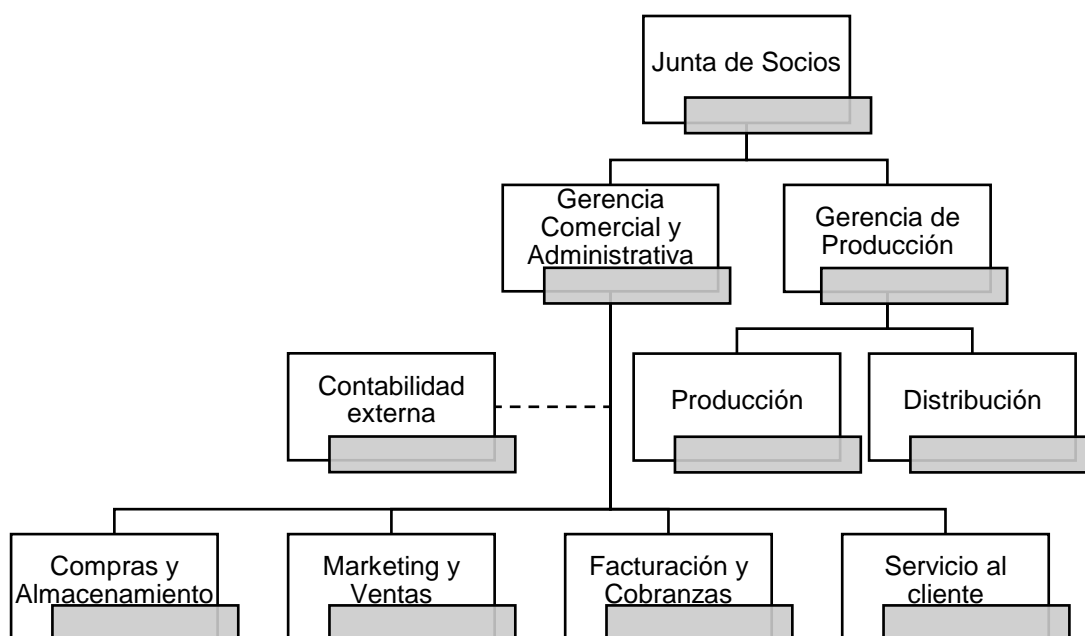 Junta de Socios
Gerencia
Comercial y
Administrativa
Gerencia de
Producción
Contabilidad
externa
Producción
Distribución
Compras y
Almacenamiento
Marketing y
Ventas
Facturación y
Cobranzas
Servicio al
cliente